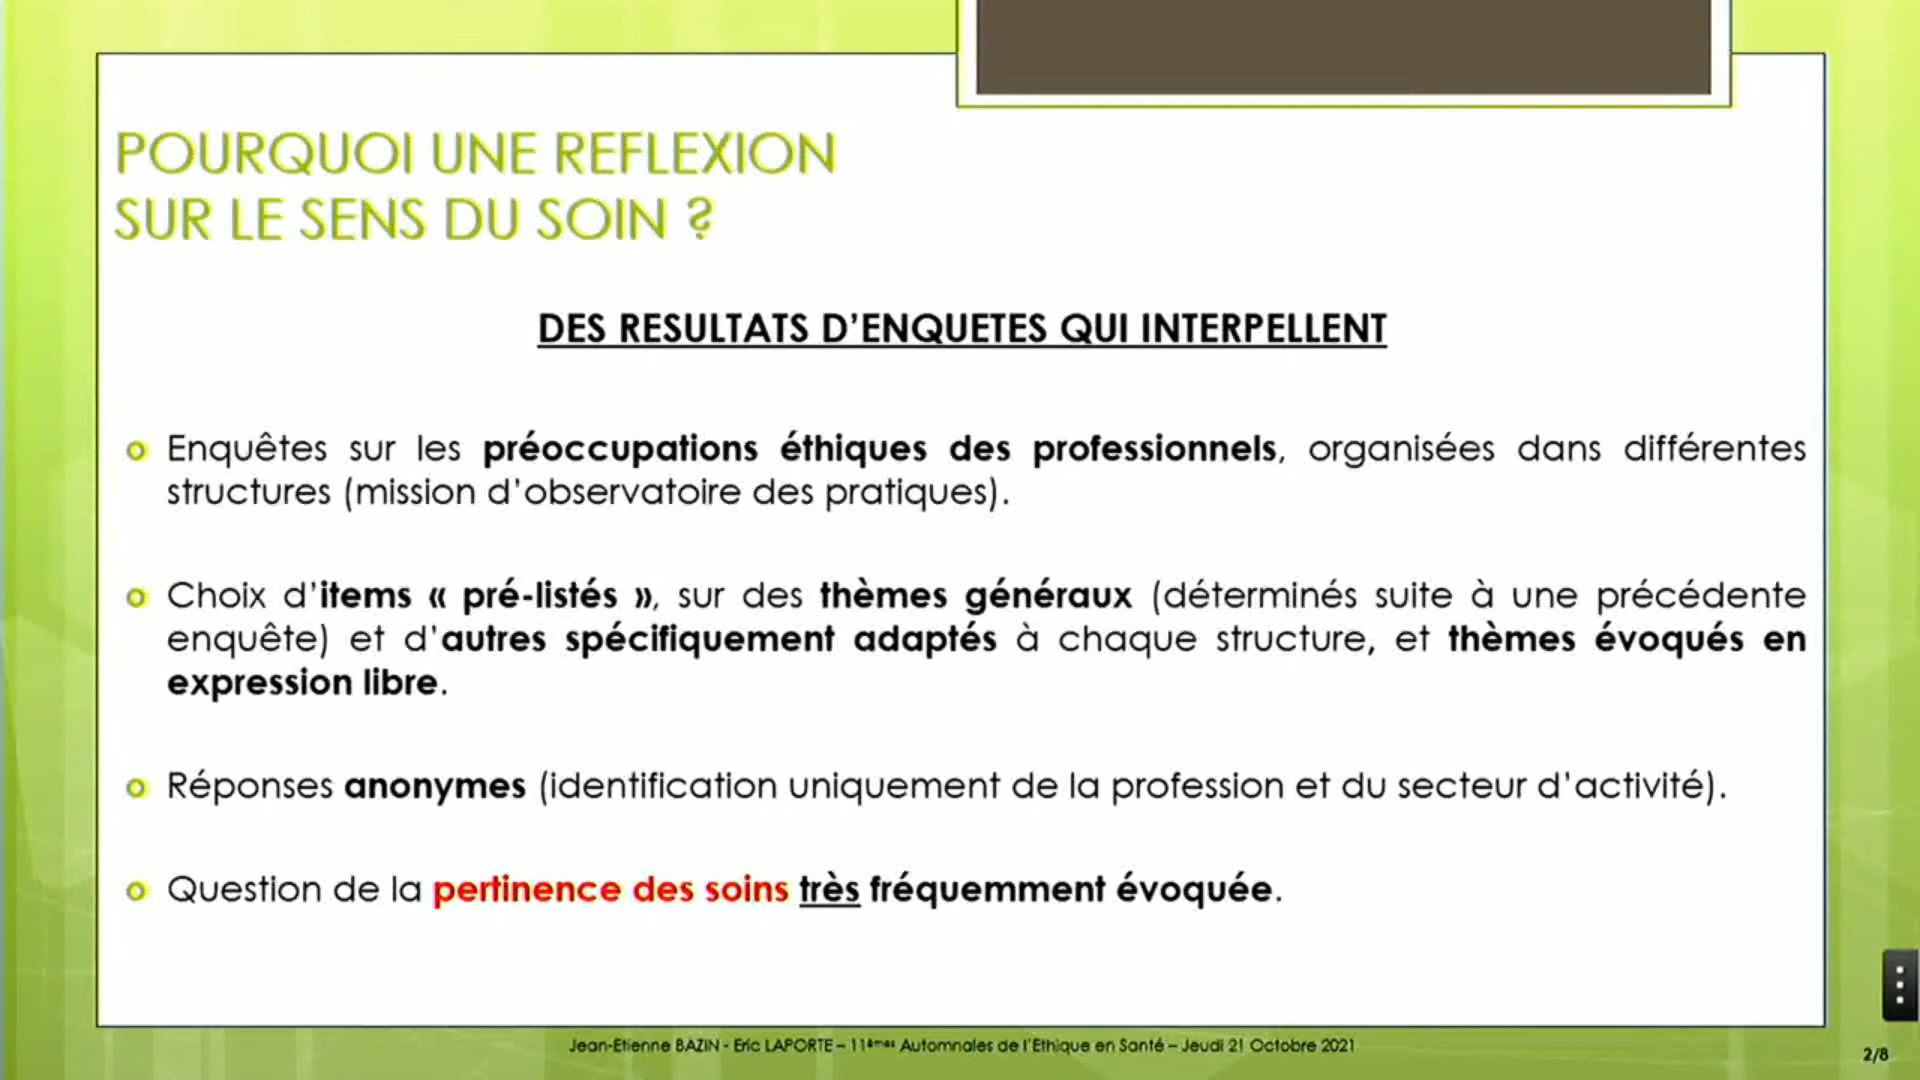 POURQUOI UNE REFLEXION
SUR LE SENS DU SOIN ?
DES RESULTATS D’ENQUETES QUI INTERPELLENT
Enquêtes sur les préoccupations éthiques des professionnels, organisées dans différentes
structures (mission d’observatoire des pratiques).
Choix d’items « pré-listés », sur des thèmes généraux (déterminés suite à une précédente
enquête) et d’autres spécifiquement adaptés à chaque structure, et thèmes évoqués en
expression libre.
Réponses anonymes (identification uniquement de la profession et du secteur d’activité).
Question de la pertinence des soins très fréquemment évoquée.
Jean-Etienne BAZIN - Eric LAPORTE – 11èmes Automnales de l’Ethique en Santé – Jeudi 21 Octobre 2021
2/8